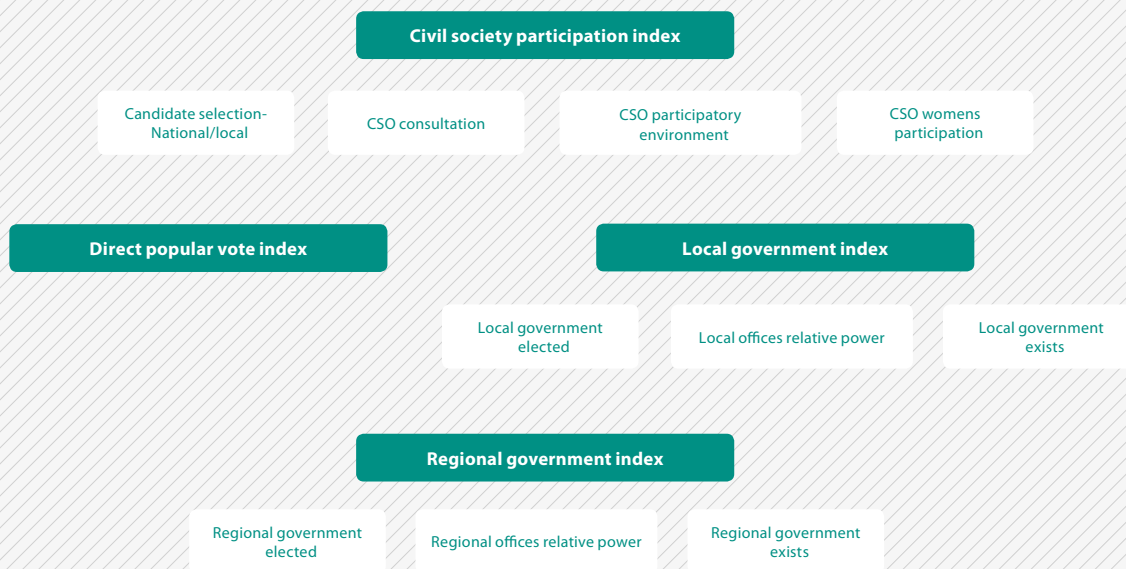 Civil society participation index
Candidate selection-
National/local
CSO consultation
CSO participatory
environment
CSO womens
participation
Direct popular vote index
Local government index
Local government
elected
Local offices relative power
Local government
exists
Regional government index
Regional government
elected
Regional offices relative power
Regional government
exists